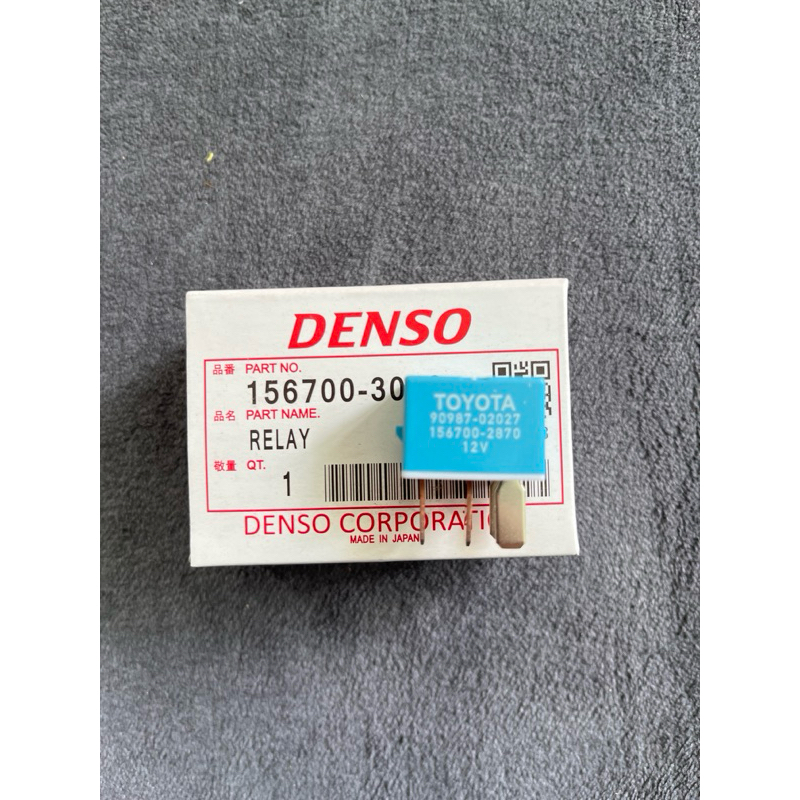 DENSO
品番 PART NO.
156700-30
品名 PART NAME.
RELAY
敬量 QT.
1
DENSO CORPORATI
MADE IN JAPAN
TOYOTA
90987-02027
156700-2870
12V